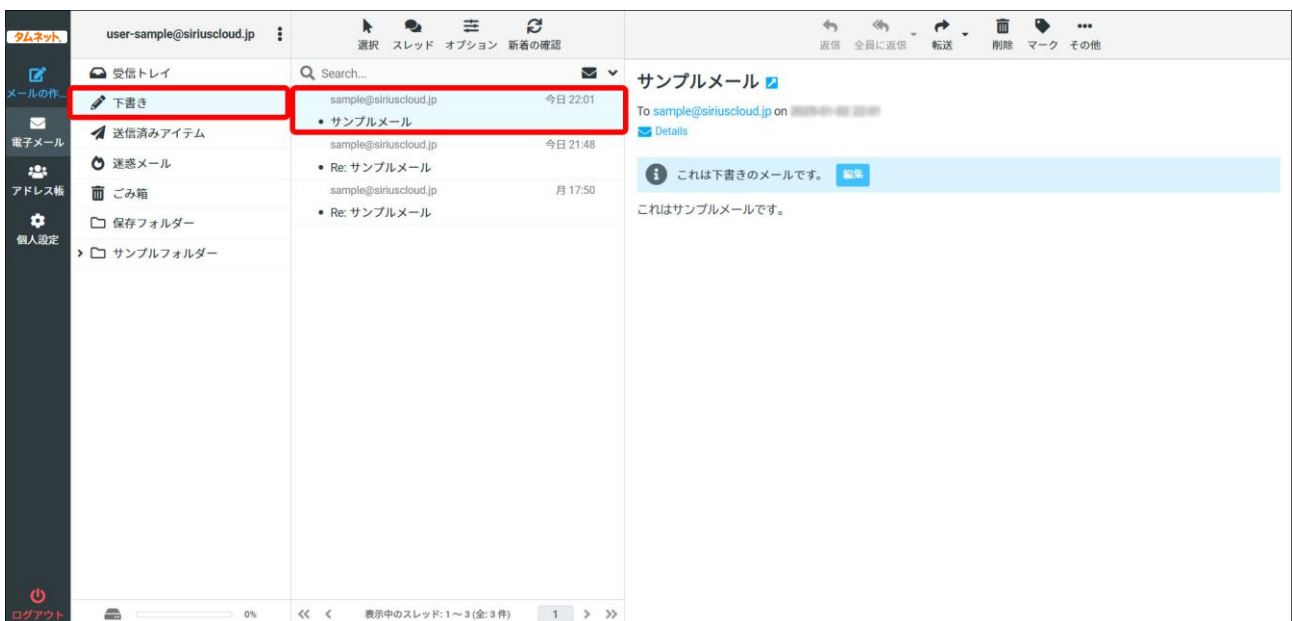 タムネット。
メールの作...
電子メール
アドレス帳
個人設定
ログアウト
user-sample@siriuscloud.jp
受信トレイ
下書き
送信済みアイテム
迷惑メール
ごみ箱
保存フォルダー
サンプルフォルダー
0%
選択 スレッド オプション 新着の確認
Search...
sample@siriuscloud.jp 今日 22:01
• サンプルメール
sample@siriuscloud.jp 今日 21:48
• Re: サンプルメール
sample@siriuscloud.jp 月 17:50
• Re: サンプルメール
表示中のスレッド: 1 ～ 3 (全: 3 件) 1
返信 全員に返信 転送 削除 マーク その他
サンプルメール
To sample@siriuscloud.jp on
Details
これは下書きのメールです。 編集
これはサンプルメールです。